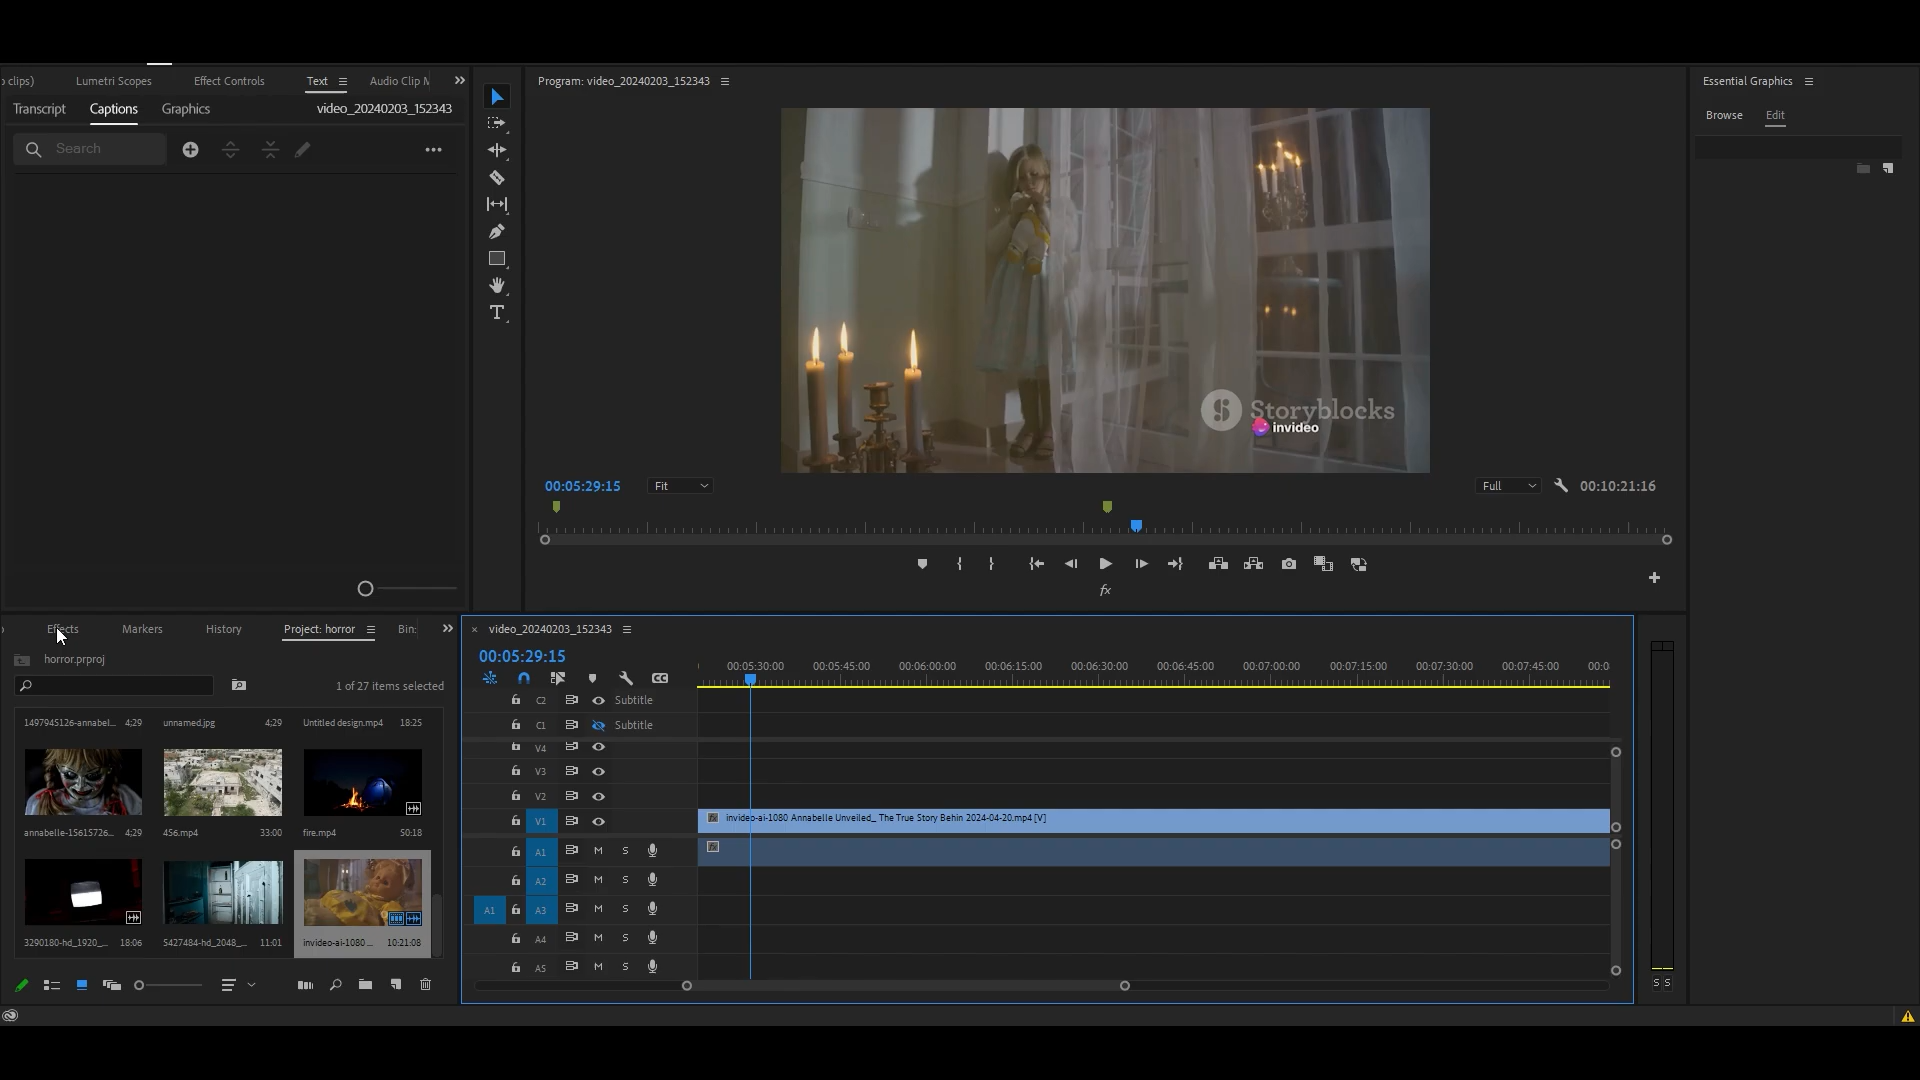 clips)
Lumetri Scopes
Effect Controls
Text
Audio Clip M
Program: video_20240203_152343
Essential Graphics
Transcript
Captions
Graphics
video_20240203_152343
Browse
Edit
Search
Storyblocks
invideo
00:05:29:15
Fit
Full
00:10:21:16
fx
Effects
Markers
History
Project: horror
Bin:
video_20240203_152343
horror.prproj
00:05:29:15
1 of 27 items selected
00:05:30:00
00:05:45:00
00:06:00:00
00:06:15:00
00:06:30:00
00:06:45:00
00:07:00:00
00:07:15:00
00:07:30:00
00:07:45:00
00:0
CC
C2
Subtitle
C1
Subtitle
V4
V3
V2
V1
fx
invideo-ai-1080 Annabelle Unveiled_ The True Story Behin 2024-04-20.mp4 [V]
A1
M
S
A2
M
S
A1
A3
M
S
A4
M
S
A5
M
S
1497945126-annabel...
4;29
unnamed.jpg
4;29
Untitled design.mp4
18:25
annabelle-15615726...
4;29
456.mp4
33:00
fire.mp4
50:18
3290180-hd_1920_...
18:06
5427484-hd_2048_...
11:01
invideo-ai-1080 ...
10:21:08
S
S